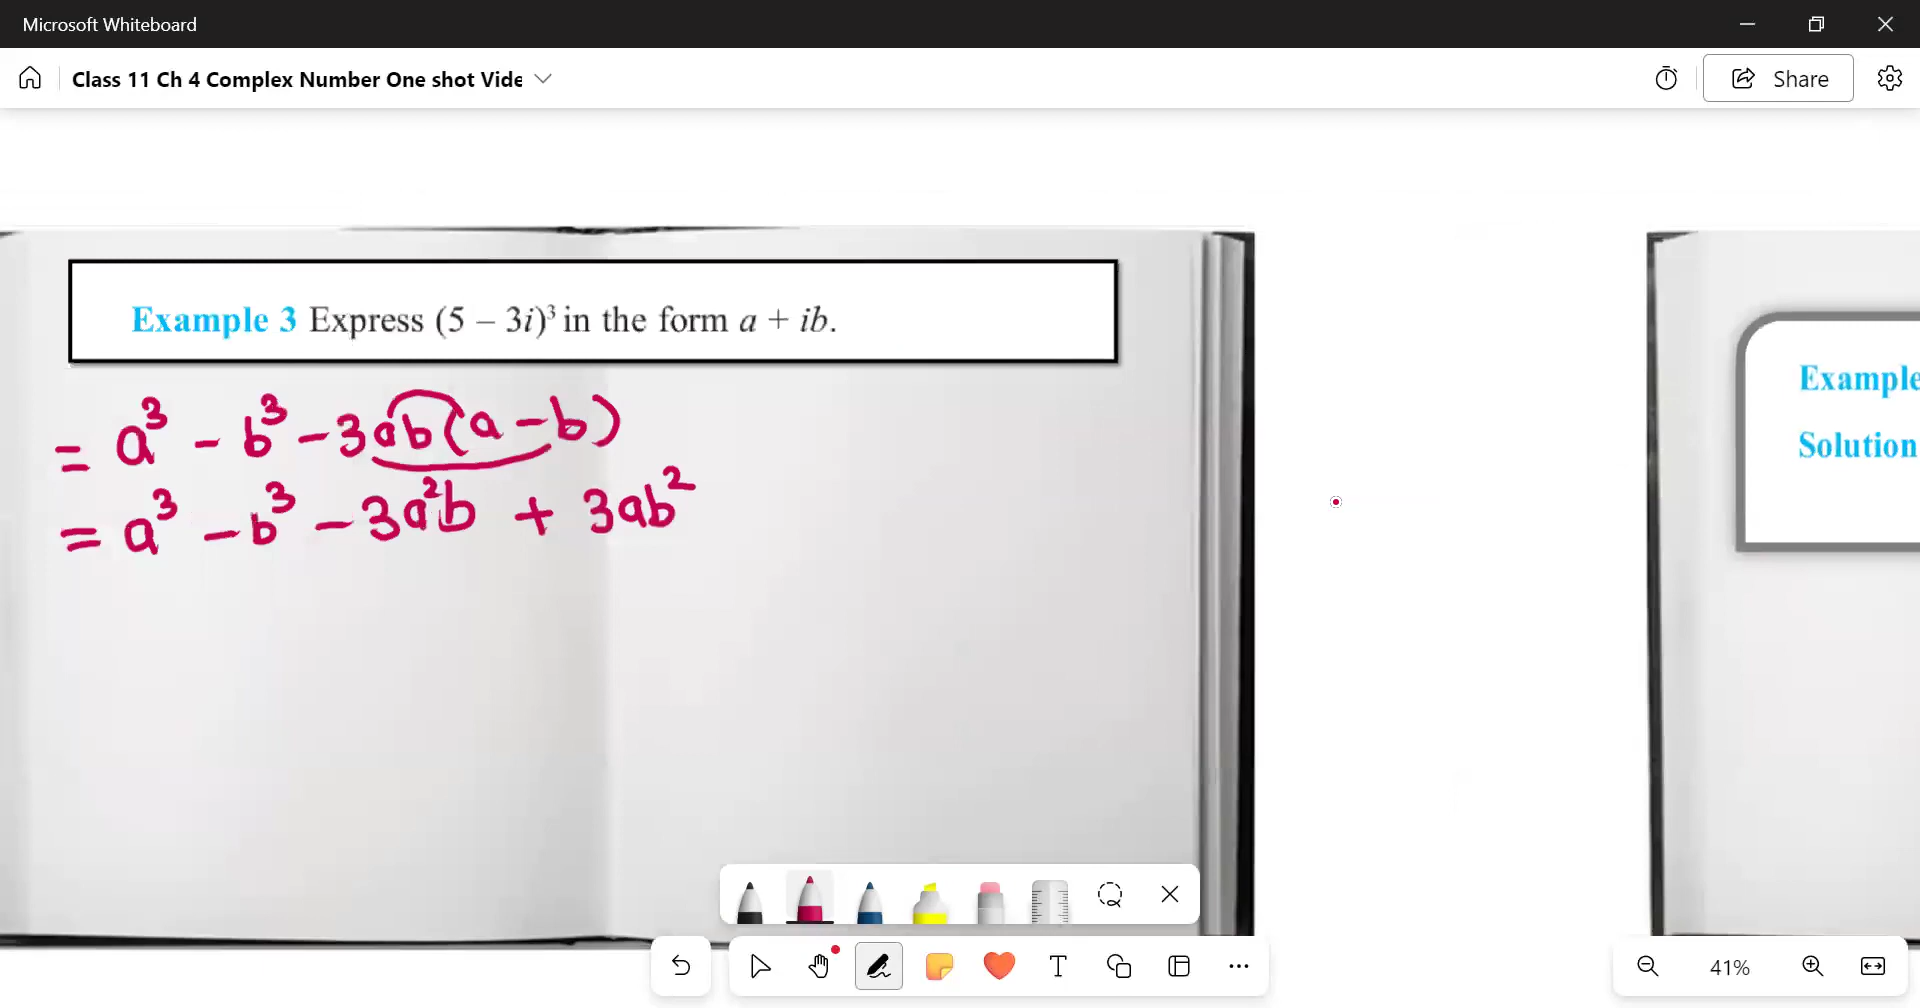 Microsoft Whiteboard
Class 11 Ch 4 Complex Number One shot Vide
Share
Example 3 Express (5 – 3i)³ in the form a + ib.
= a³ - b³ - 3ab(a - b)
= a³ - b³ - 3a²b + 3ab²
Example
Solution
T
41%